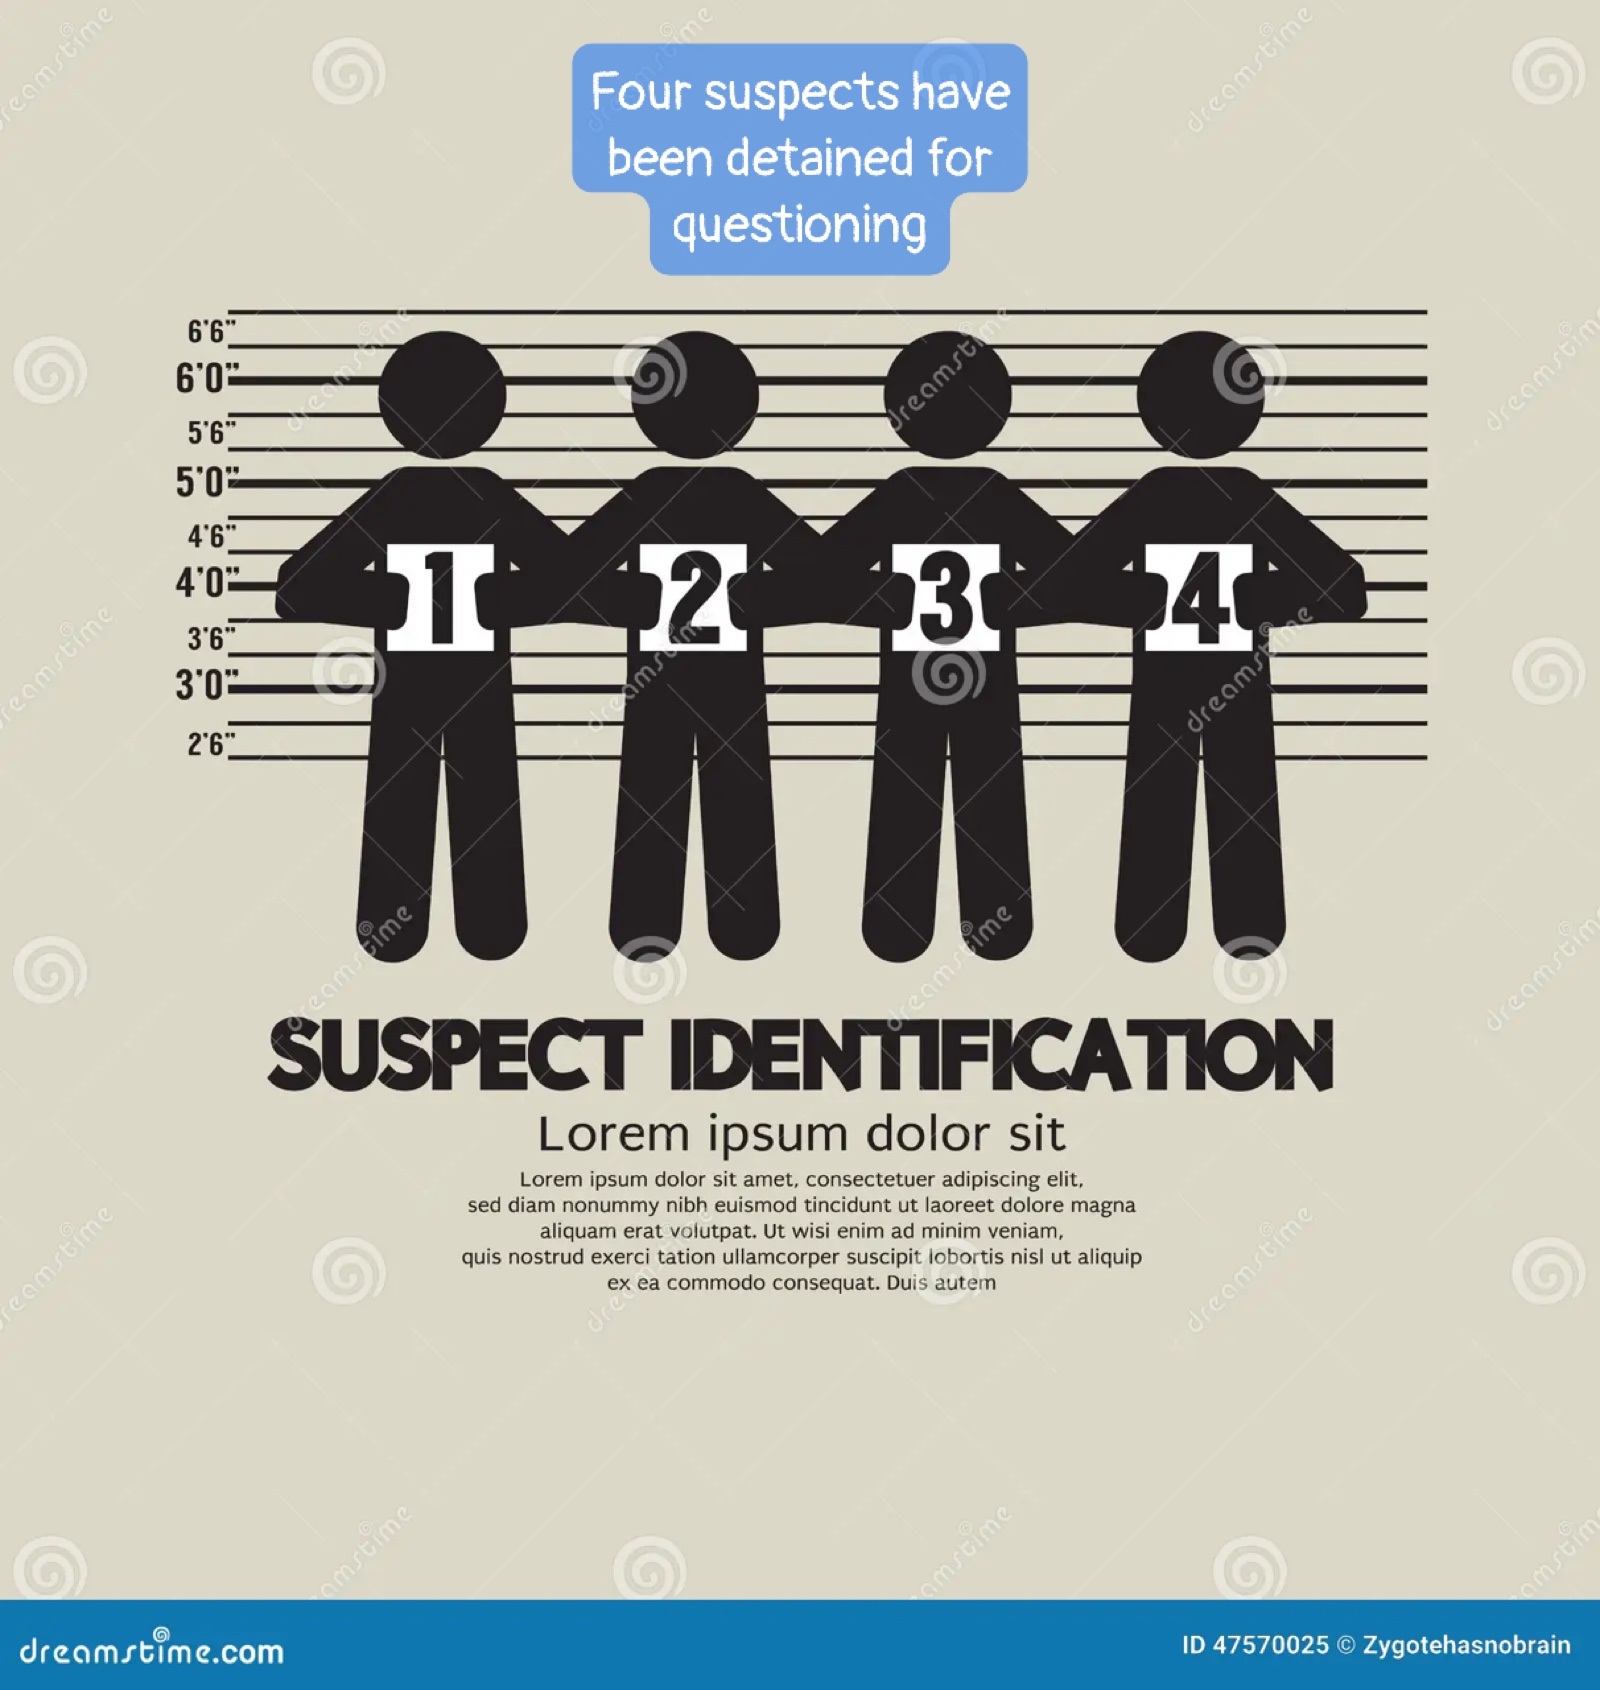 Four suspects have
been detained for
questioning
6'6"
6'0"
5'6"
5'0"
4'6"
4'0"
3'6"
3'0"
2'6"
1 2 3 4
SUSPECT IDENTIFICATION
Lorem ipsum dolor sit
Lorem ipsum dolor sit amet, consectetuer adipiscing elit,
sed diam nonummy nibh euismod tincidunt ut laoreet dolore magna
aliquam erat volutpat. Ut wisi enim ad minim veniam,
quis nostrud exerci tation ullamcorper suscipit lobortis nisl ut aliquip
ex ea commodo consequat. Duis autem
dreamstime.com
ID 47570025 © Zygotehasnobrain